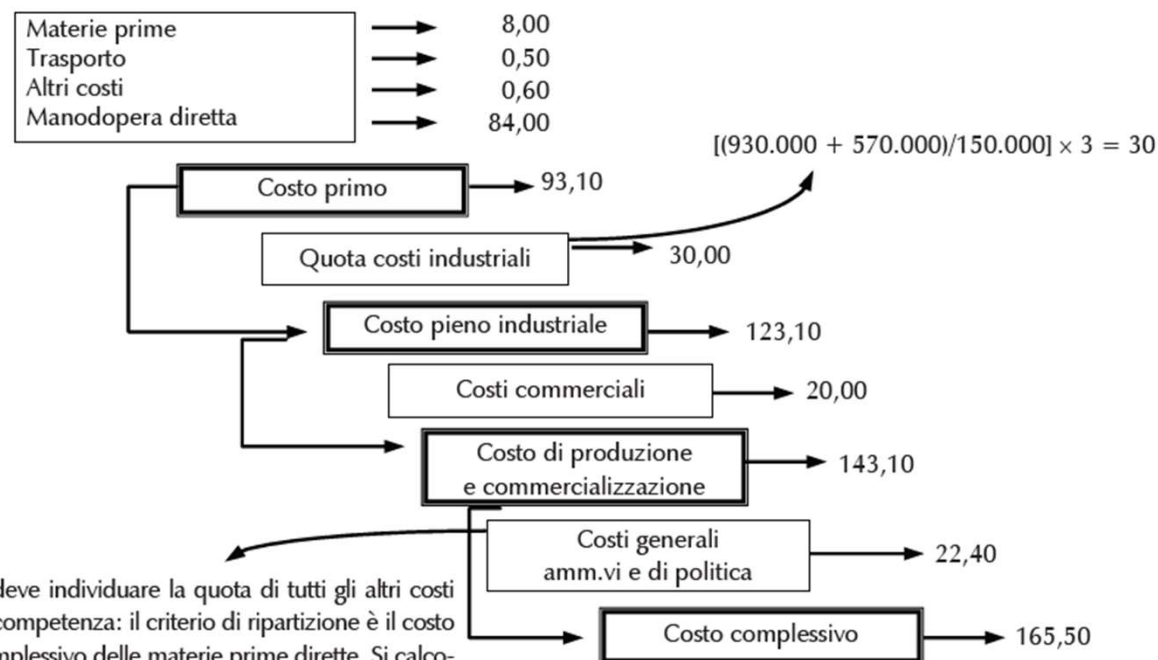 Materie prime 8,00
Trasporto 0,50
Altri costi 0,60
Manodopera diretta 84,00
[(930.000 + 570.000)/150.000] × 3 = 30
Costo primo 93,10
Quota costi industriali 30,00
Costo pieno industriale 123,10
Costi commerciali 20,00
Costo di produzione
e commercializzazione 143,10
Costi generali
amm.vi e di politica 22,40
deve individuare la quota di tutti gli altri costi
competenza: il criterio di ripartizione è il costo
mplessivo delle materie prime dirette. Si calco-
Costo complessivo 165,50